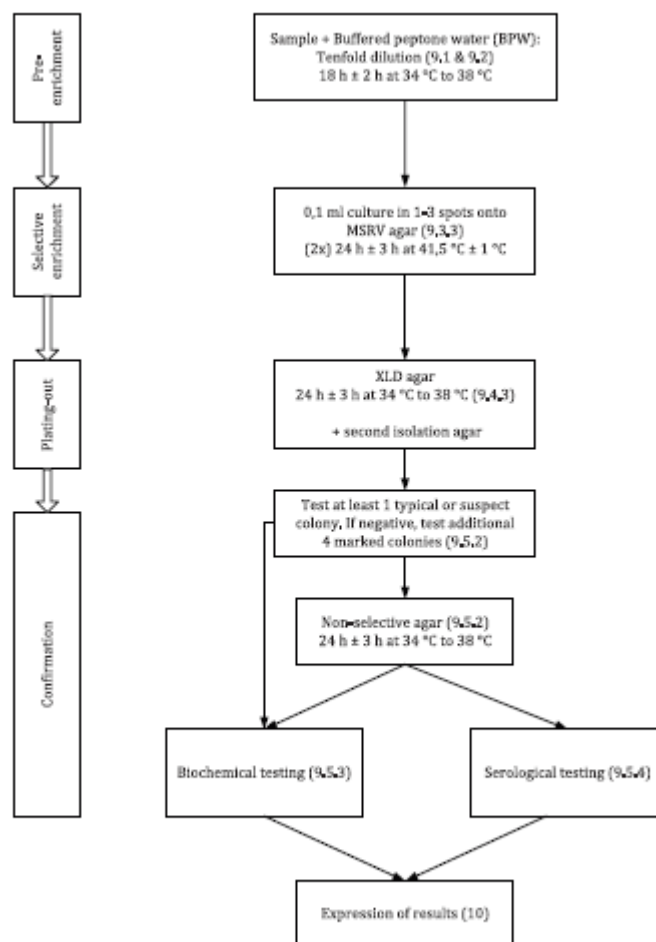 Pre-
enrichment
Sample + Buffered peptone water (BPW):
Tenfold dilution (9.1 & 9.2)
18 h ± 2 h at 34 °C to 38 °C
Selective
enrichment
0,1 ml culture in 1-3 spots onto
MSRV agar (9.3.3)
(2x) 24 h ± 3 h at 41,5 °C ± 1 °C
Plating-out
XLD agar
24 h ± 3 h at 34 °C to 38 °C (9.4.3)
+ second isolation agar
Confirmation
Test at least 1 typical or suspect
colony. If negative, test additional
4 marked colonies (9.5.2)
Non-selective agar (9.5.2)
24 h ± 3 h at 34 °C to 38 °C
Biochemical testing (9.5.3)
Serological testing (9.5.4)
Expression of results (10)